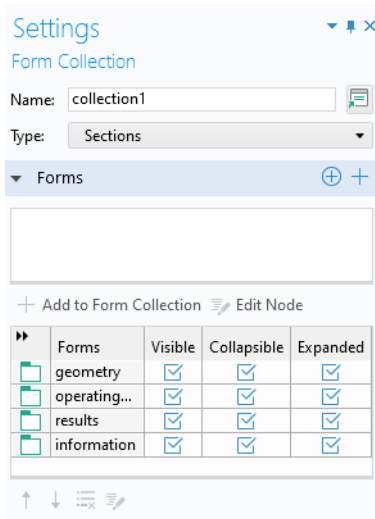 Settings
Form Collection
Name: collection1
Type: Sections
Forms
Add to Form Collection Edit Node
Forms Visible Collapsible Expanded
geometry
operating...
results
information